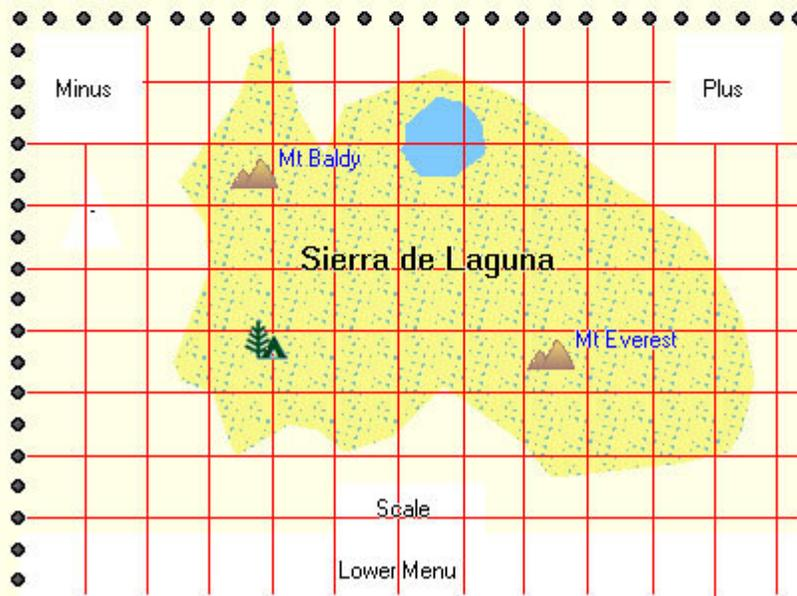 Minus
Plus
Mt Baldy
Sierra de Laguna
Mt Everest
Scale
Lower Menu